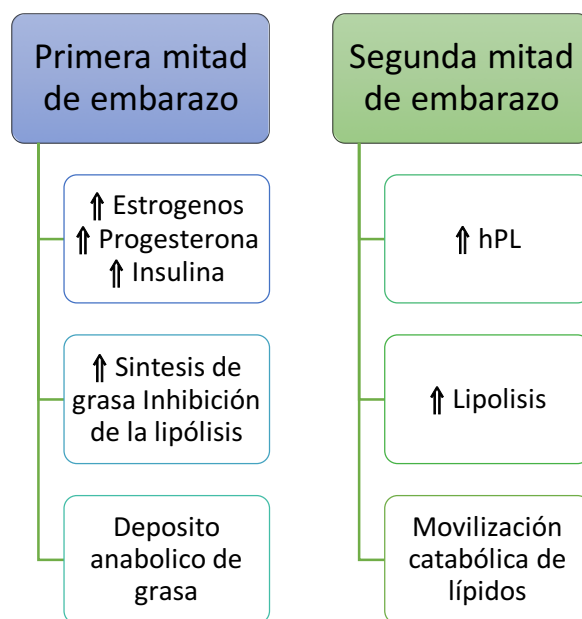 Primera mitad
de embarazo
⇑ Estrogenos
⇑ Progesterona
⇑ Insulina
⇑ Sintesis de
grasa Inhibición
de la lipólisis
Deposito
anabolico de
grasa
Segunda mitad
de embarazo
⇑ hPL
⇑ Lipolisis
Movilización
catabólica de
lípidos